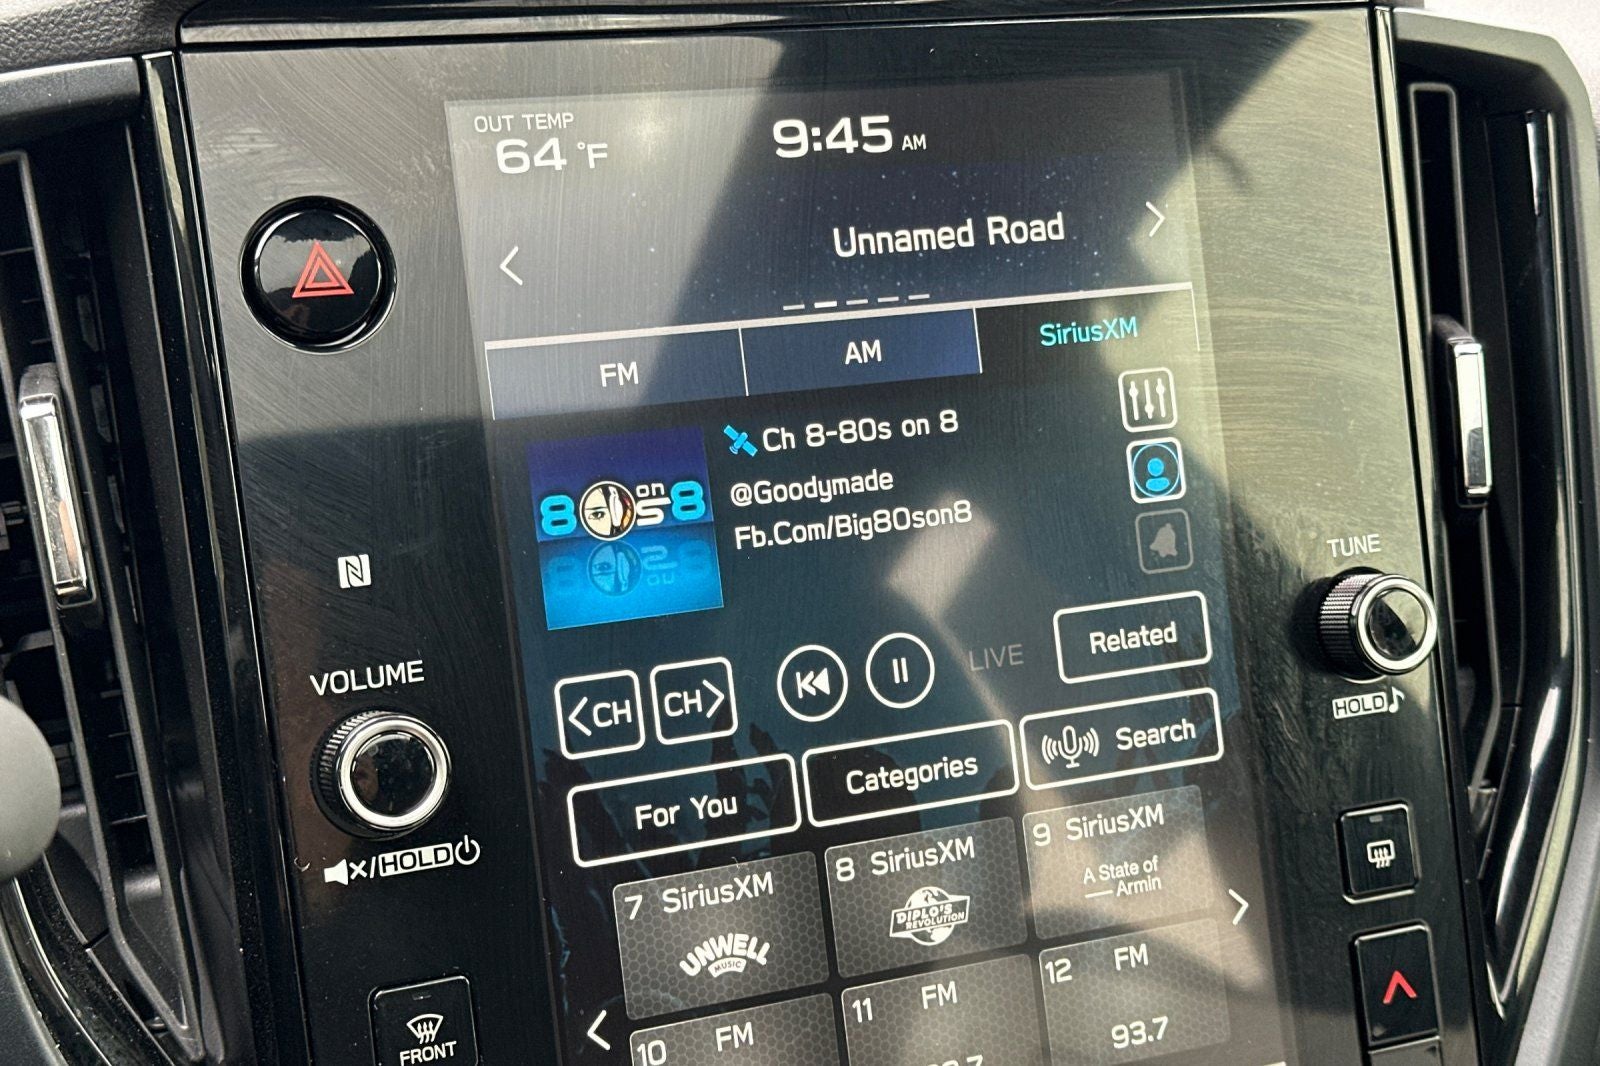 OUT TEMP
64 °F
9:45 AM
Unnamed Road
FM
AM
SiriusXM
Ch 8-80s on 8
@Goodymade
Fb.Com/Big80son8
80s on 8
TUNE
HOLD
VOLUME
/HOLD
<CH
CH>
LIVE
Related
For You
Categories
Search
7 SiriusXM
UNWELL
MUSIC
8 SiriusXM
DIPLO'S
REVOLUTION
9 SiriusXM
A State of
Armin
10 FM
11 FM
12 FM
93.7
FRONT